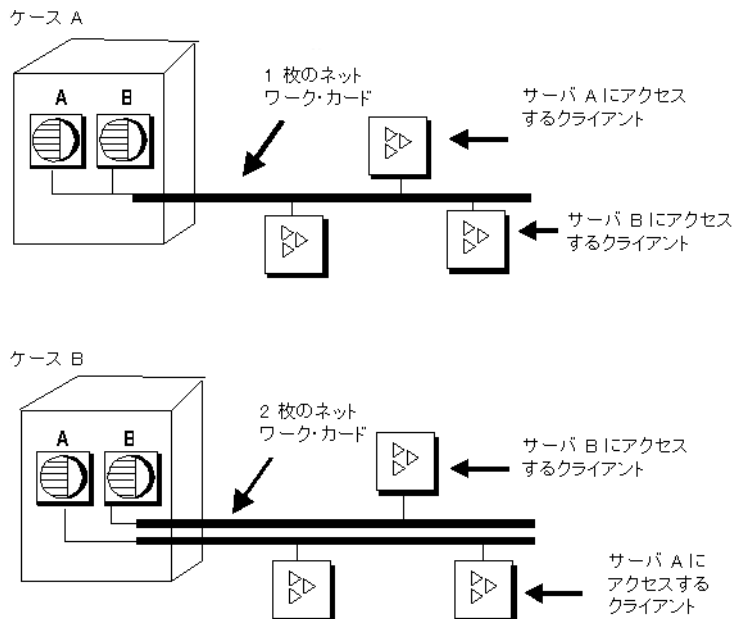 ケース A
A B
1 枚のネット
ワーク・カード
サーバ A にアクセス
するクライアント
サーバ B にアクセス
するクライアント
ケース B
A B
2 枚のネット
ワーク・カード
サーバ B にアクセス
するクライアント
サーバ A に
アクセスする
クライアント